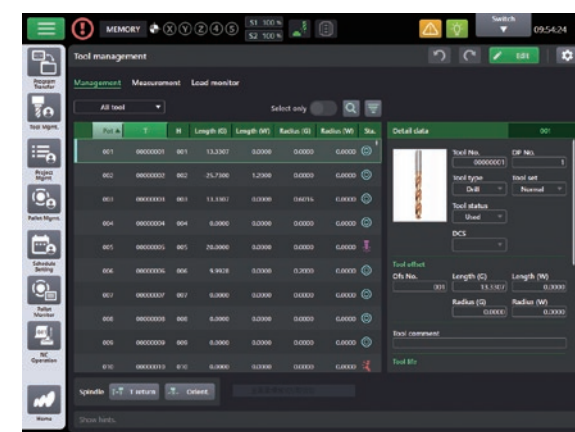 MEMORY X Y Z 4 5 S1 100 % S2 100 % Switch 09:54:24
Tool management Edit
Program Transfer
Management Measurement Load monitor
All tool Select only
Tool Mgmt.
Pot T H Length (G) Length (W) Radius (G) Radius (W) Sta.
001 00000001 001 13.3307 0.0000 0.0000 0.0000
002 00000002 002 -25.7300 1.2000 0.0000 0.0000
003 00000003 003 13.3307 0.0000 0.6016 0.0000
004 00000004 004 0.0000 0.0000 0.0000 0.0000
005 00000005 005 20.0000 0.0000 0.0000 0.0000
006 00000006 006 9.9928 0.0000 0.2000 0.0000
007 00000007 007 0.0000 0.0000 0.0000 0.0000
008 00000008 008 0.0000 0.0000 0.0000 0.0000
009 00000009 009 0.0000 0.0000 0.0000 0.0000
010 00000010 010 0.0000 0.0000 0.0000 0.0000
Project Mgmt.
Pallet Mgmt.
Schedule Setting
Pallet Monitor
NC Operation
Home
Detail data 001
Tool No. DP No.
00000001 1
Tool type Tool set
Drill Normal
Tool status
Used
DCS
Tool offset
Ofs No. Length (G) Length (W)
001 13.3307 0.0000
Radius (G) Radius (W)
0.0000 0.0000
Tool comment
Tool life
Spindle T return Orient.
Show hints.